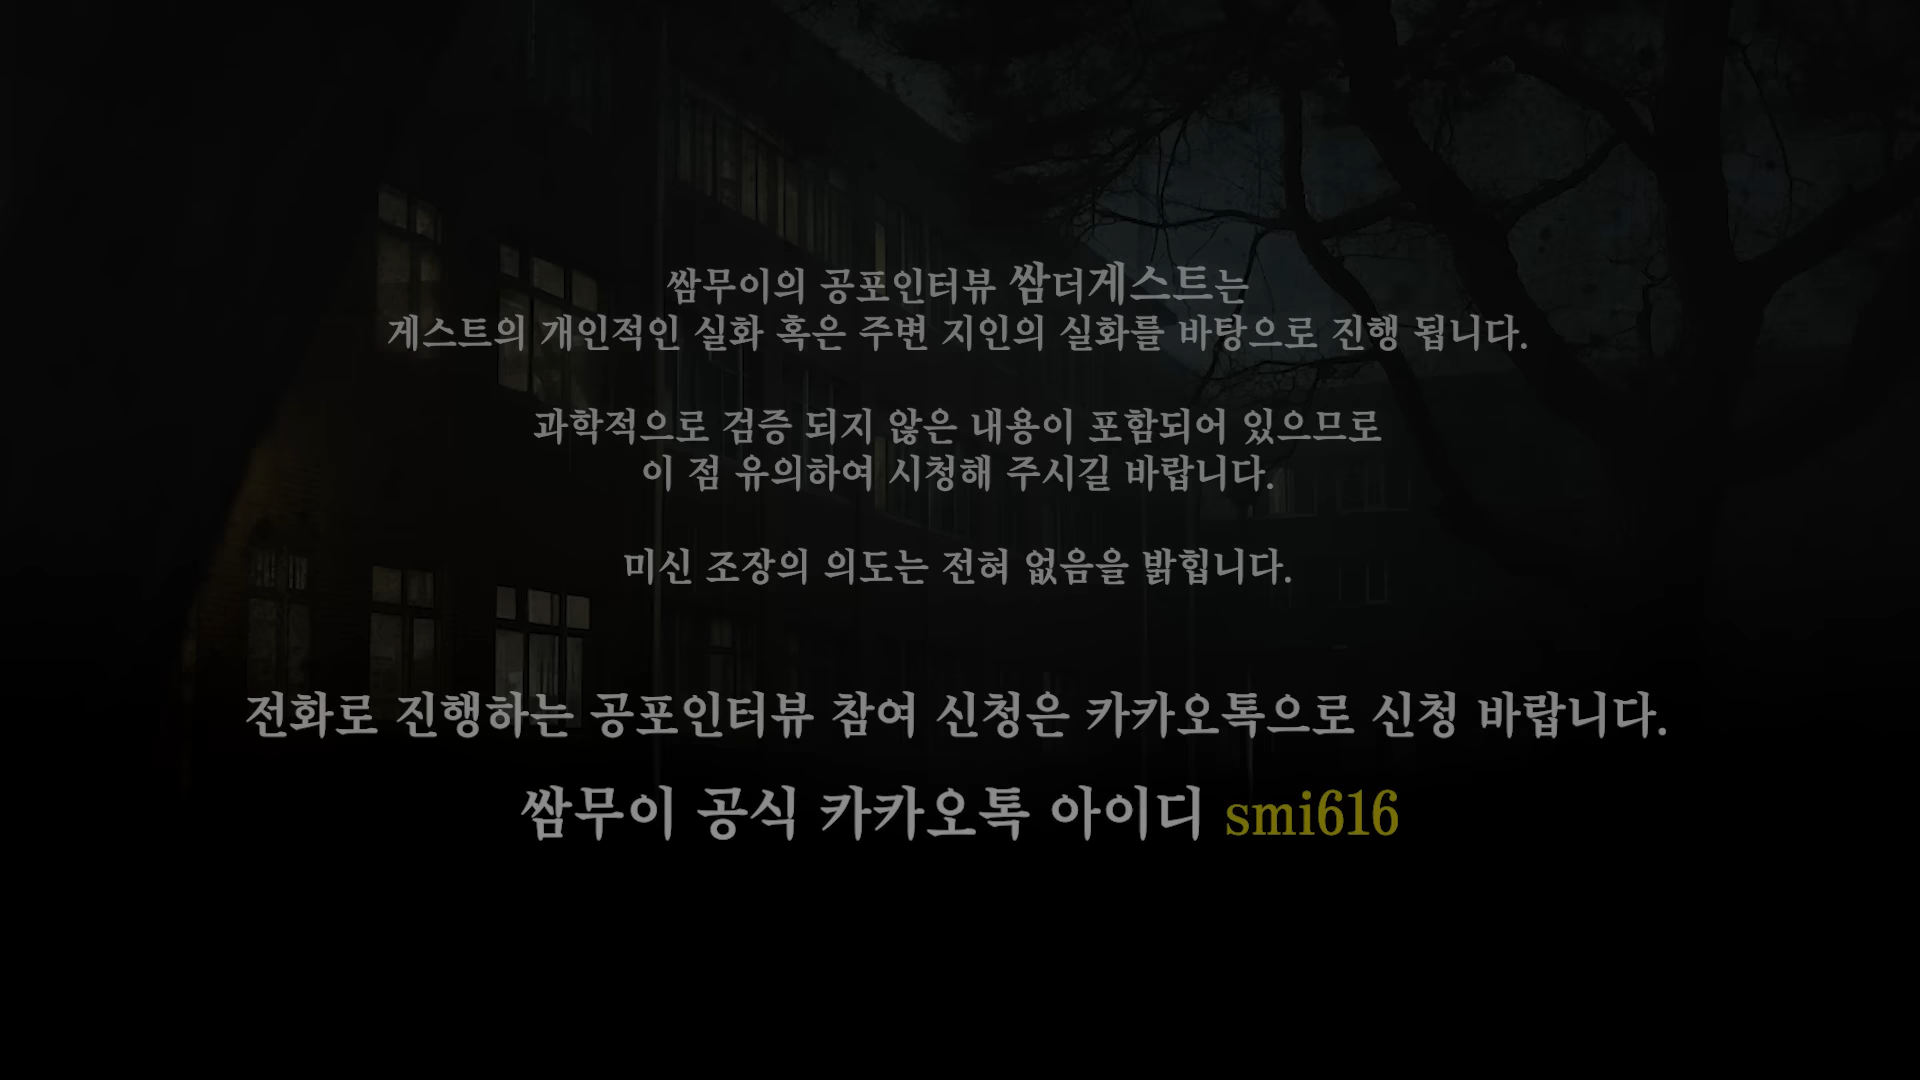 쌈무이의 공포인터뷰 쌈더게스트는
게스트의 개인적인 실화 혹은 주변 지인의 실화를 바탕으로 진행 됩니다.
과학적으로 검증 되지 않은 내용이 포함되어 있으므로
이 점 유의하여 시청해 주시길 바랍니다.
미신 조장의 의도는 전혀 없음을 밝힙니다.
전화로 진행하는 공포인터뷰 참여 신청은 카카오톡으로 신청 바랍니다.
쌈무이 공식 카카오톡 아이디 smi616